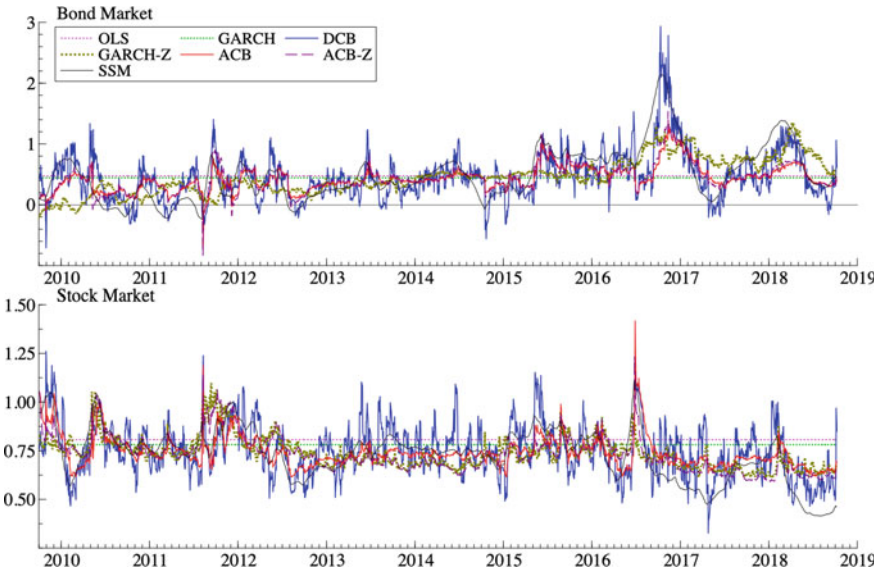 Bond Market
3
OLS GARCH DCB
GARCH-Z ACB ACB-Z
SSM
2
1
0
2010 2011 2012 2013 2014 2015 2016 2017 2018 2019
Stock Market
1.50
1.25
1.00
0.75
0.50
2010 2011 2012 2013 2014 2015 2016 2017 2018 2019